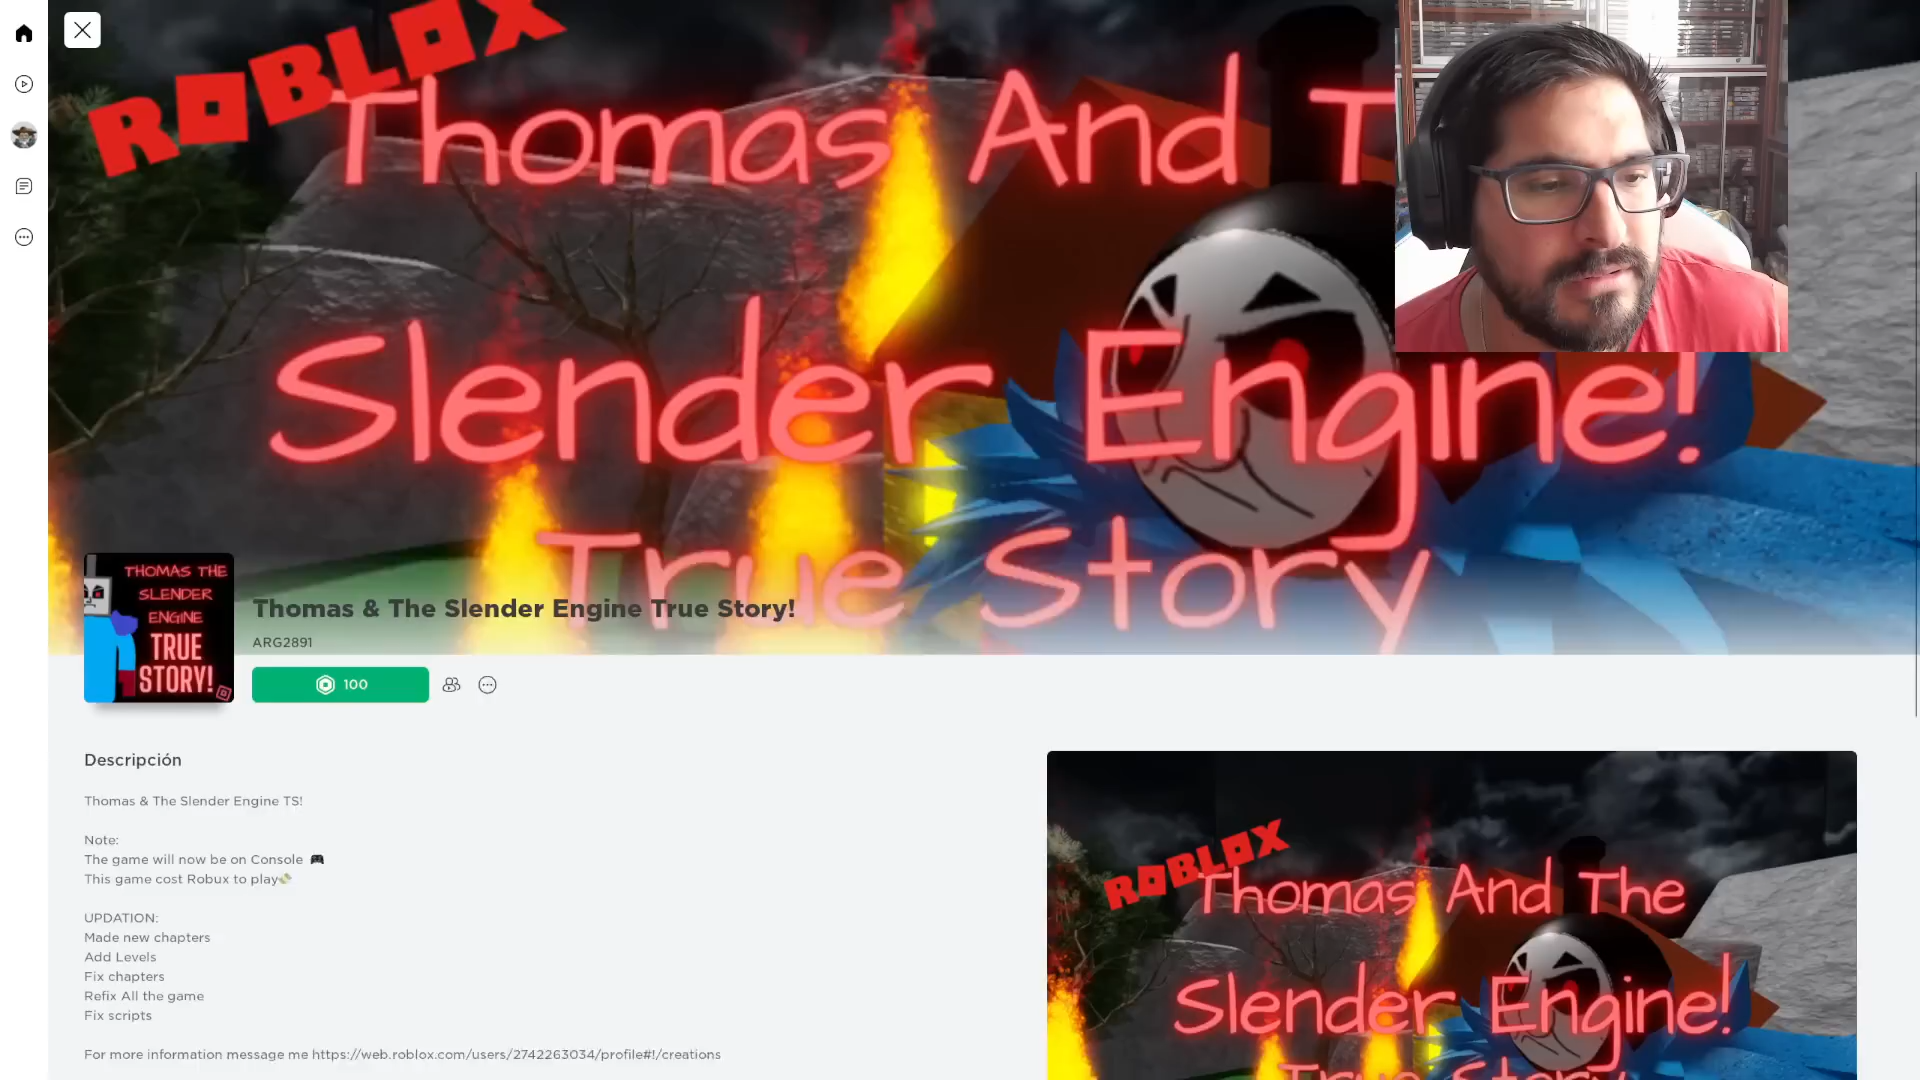 ROBLOX
Thomas And T
Slender Engine!
True Story
THOMAS THE
SLENDER
ENGINE
TRUE
STORY!
Thomas & The Slender Engine True Story!
ARG2891
100
Descripción
Thomas & The Slender Engine TS!
Note:
The game will now be on Console 🎮
This game cost Robux to play💸
UPDATION:
Made new chapters
Add Levels
Fix chapters
Refix All the game
Fix scripts
For more information message me https://web.roblox.com/users/2742263034/profile#!/creations
ROBLOX
Thomas And The
Slender Engine!
True Story